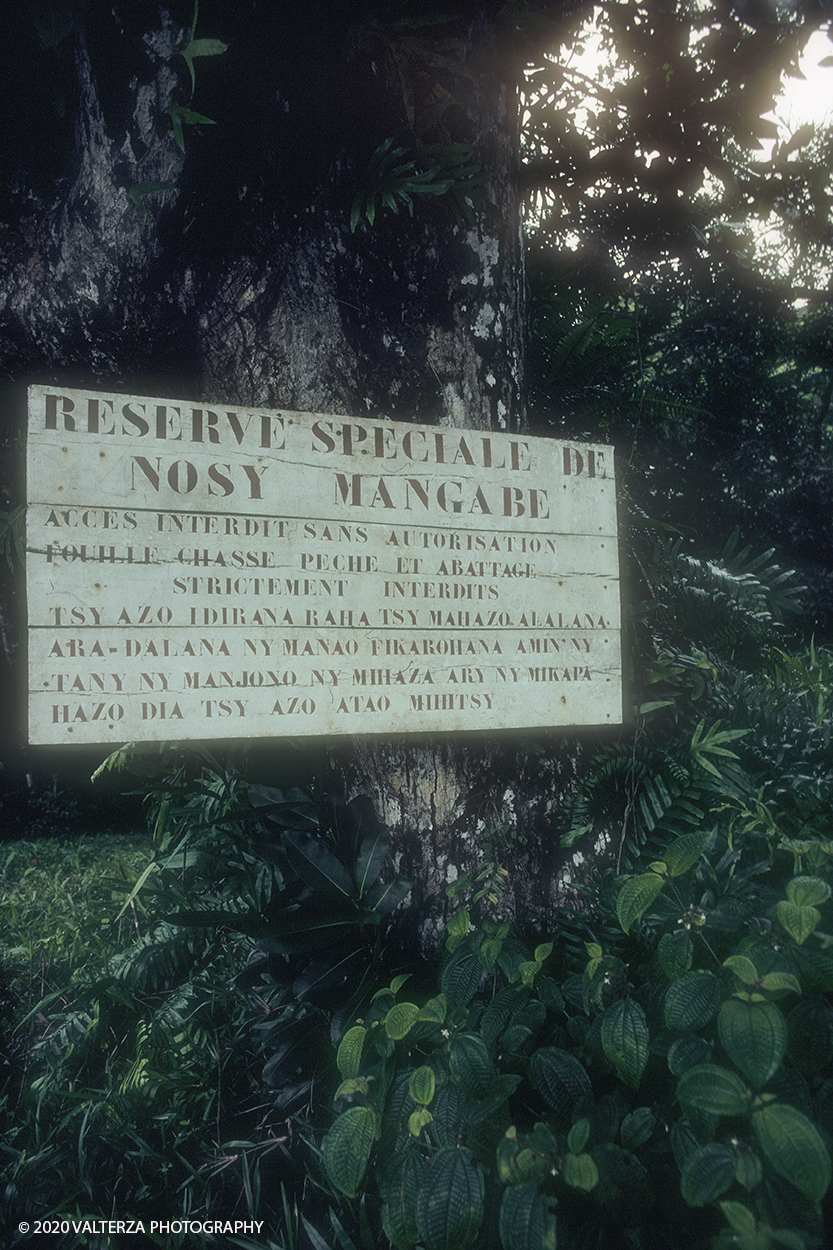 RESERVE SPECIALE DE
NOSY MANGABE
ACCES INTERDIT SANS AUTORISATION
FOUILLE CHASSE PECHE ET ABATTAGE
STRICTEMENT INTERDITS
TSY AZO IDIRANA RAHA TSY MAHAZO ALALANA
ARA-DALANA NY MANAO FIKAROHANA AMIN'NY
TANY NY MANJONO NY MIHAZA ARY NY MIKAPA
HAZO DIA TSY AZO ATAO MIHITSY
© 2020 VALTERZA PHOTOGRAPHY